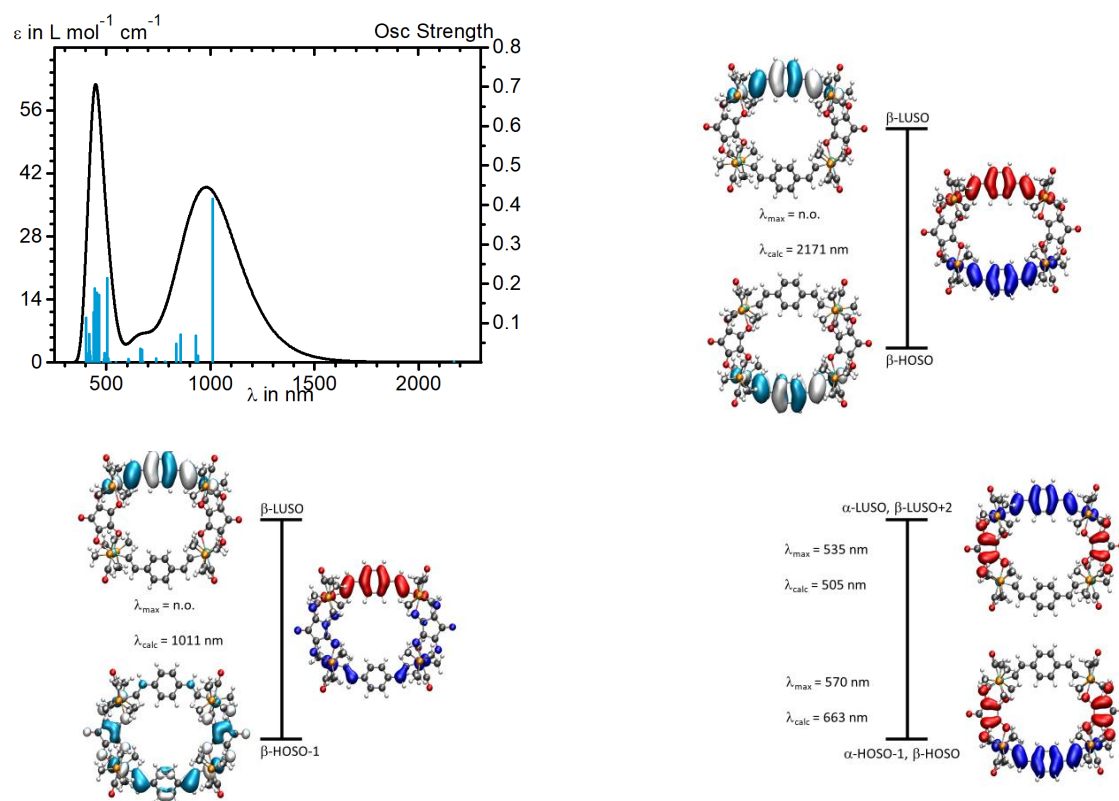 ε in L mol⁻¹ cm⁻¹ Osc Strength
0.8
0.7
56 0.6
0.5
42
0.4
28 0.3
0.2
14
0.1
0
500 1000 1500 2000
λ in nm
β-LUSO
λmax = n.o.
λcalc = 2171 nm
β-HOSO
β-LUSO
λmax = n.o.
λcalc = 1011 nm
β-HOSO-1
α-LUSO, β-LUSO+2
λmax = 535 nm
λcalc = 505 nm
λmax = 570 nm
λcalc = 663 nm
α-HOSO-1, β-HOSO